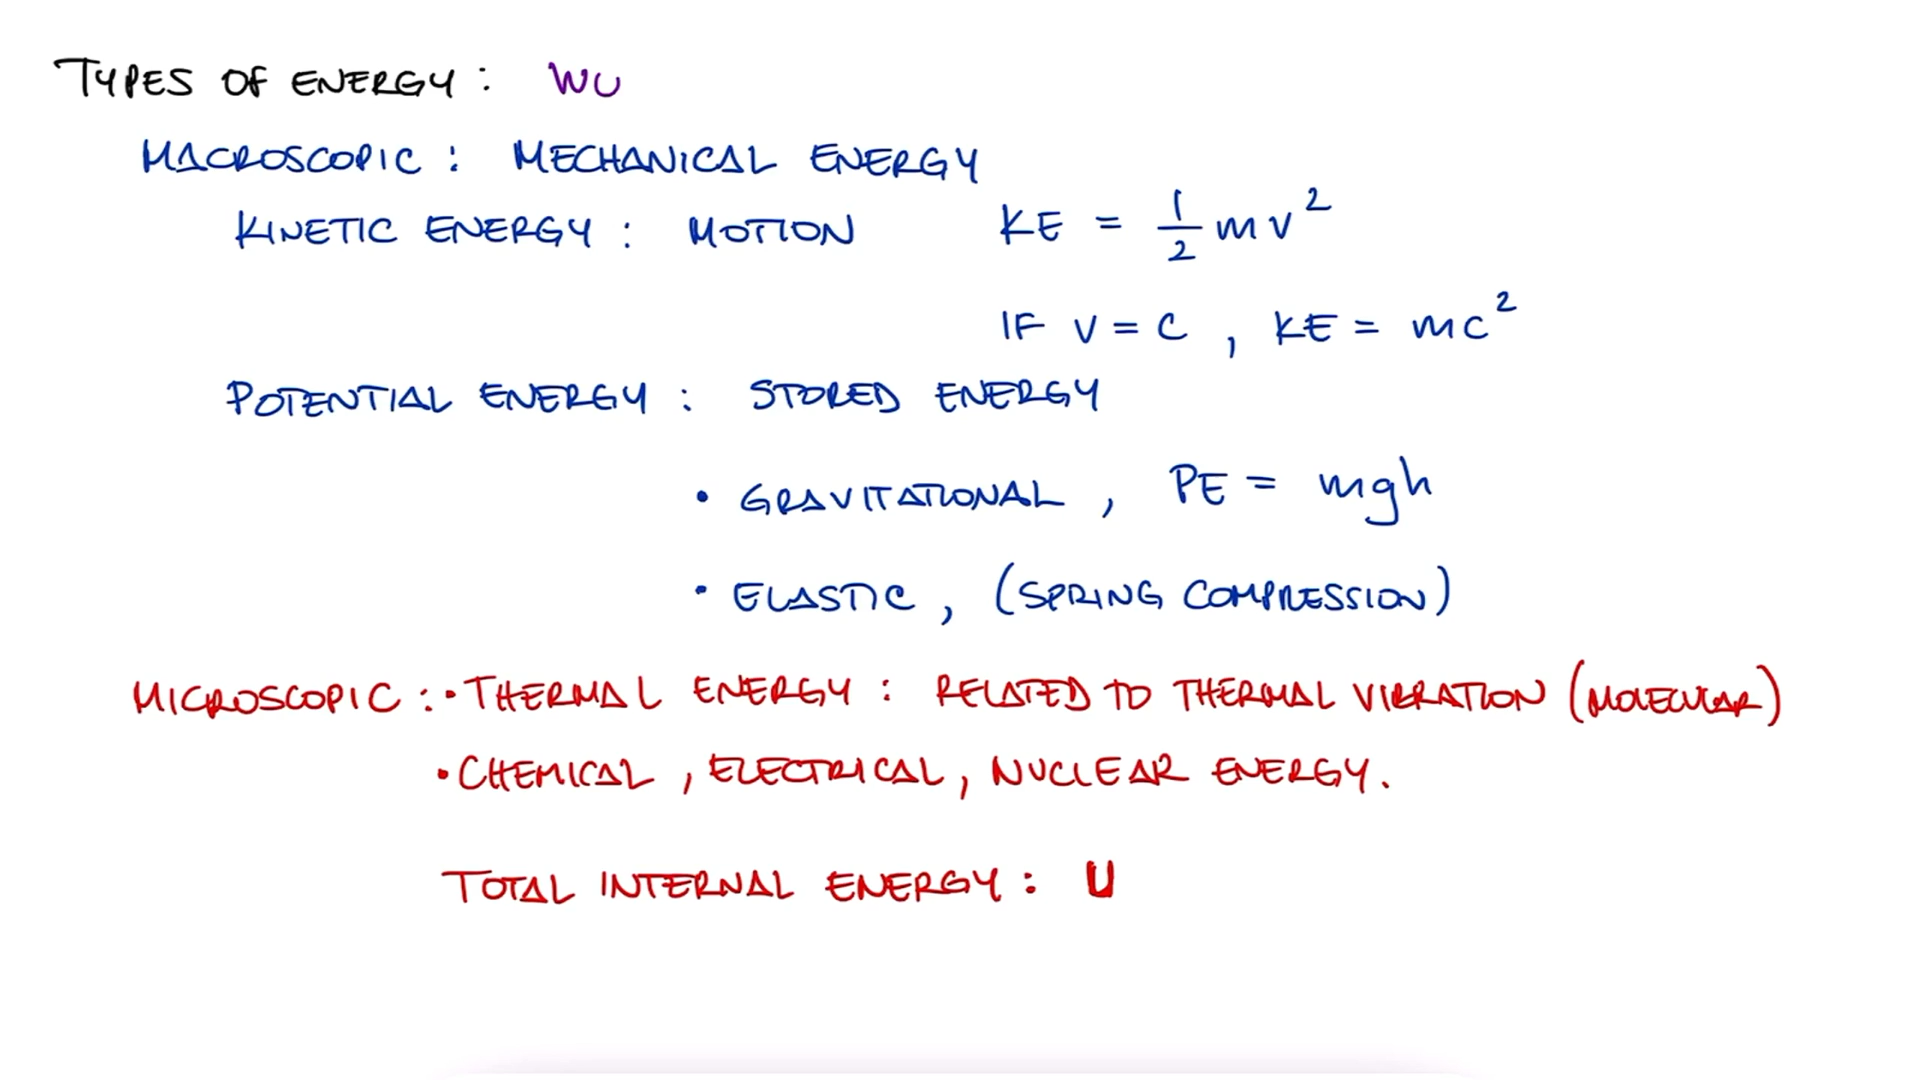 TYPES OF ENERGY: WU
MACROSCOPIC: MECHANICAL ENERGY
KINETIC ENERGY: MOTION KE = 1/2 mv²
IF v = c, KE = mc²
POTENTIAL ENERGY: STORED ENERGY
• GRAVITATIONAL, PE = mgh
• ELASTIC, (SPRING COMPRESSION)
MICROSCOPIC: • THERMAL ENERGY: RELATED TO THERMAL VIBRATION (MOLECULAR)
• CHEMICAL, ELECTRICAL, NUCLEAR ENERGY.
TOTAL INTERNAL ENERGY: U